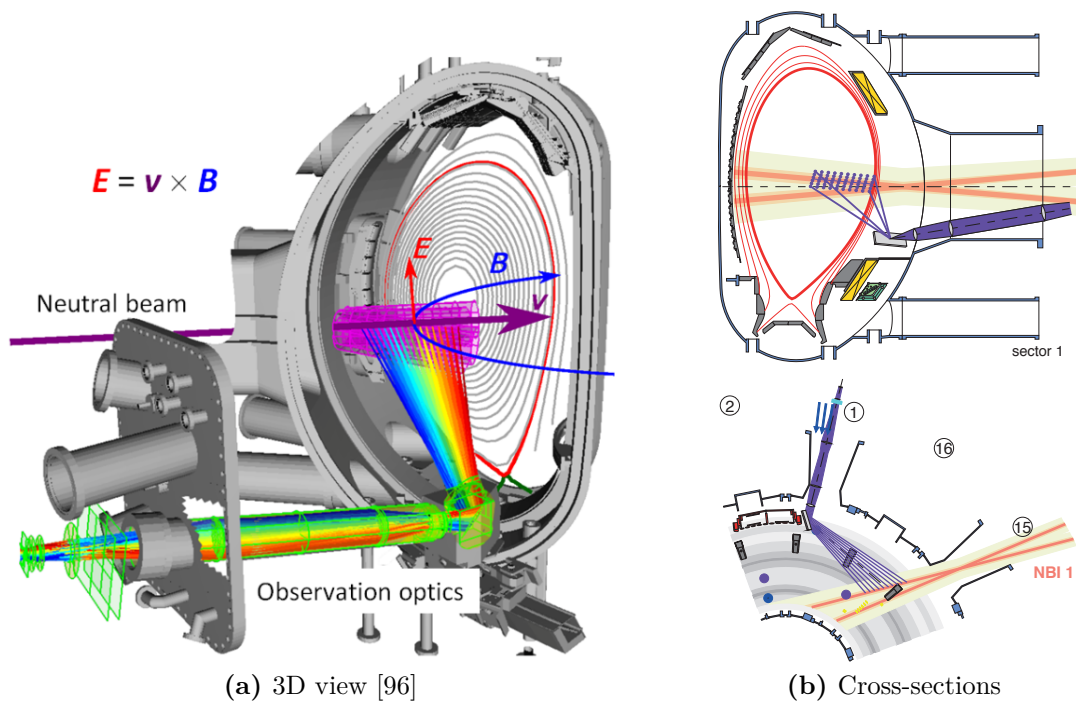 E = v × B
Neutral beam
E
B
v
Observation optics
(a) 3D view [96]
sector 1
2
1
16
15
NBI 1
(b) Cross-sections